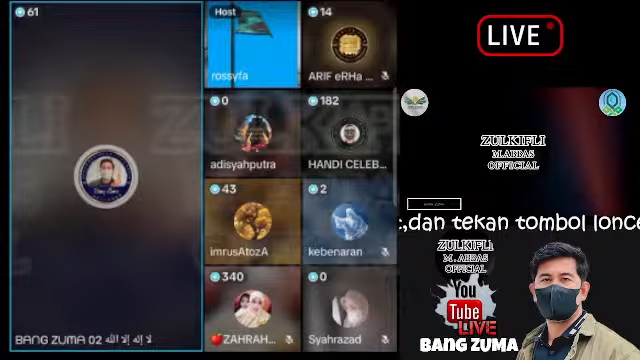 61
BANG ZUMA 02 لا إله إلا الله
Host
rossyfa
14
ARIF eRHa ...
0
adisyahputra
182
HANDI CELEB...
43
imrusAtozA
2
kebenaran
340
ZAHRAH...
0
Syahrazad
LIVE
ZULKIFLI
M.ABBAS
OFFICIAL
,dan tekan tombol lonce
ZULKIFLI
M. ABBAS
OFFICIAL
You
Tube
LIVE
BANG ZUMA